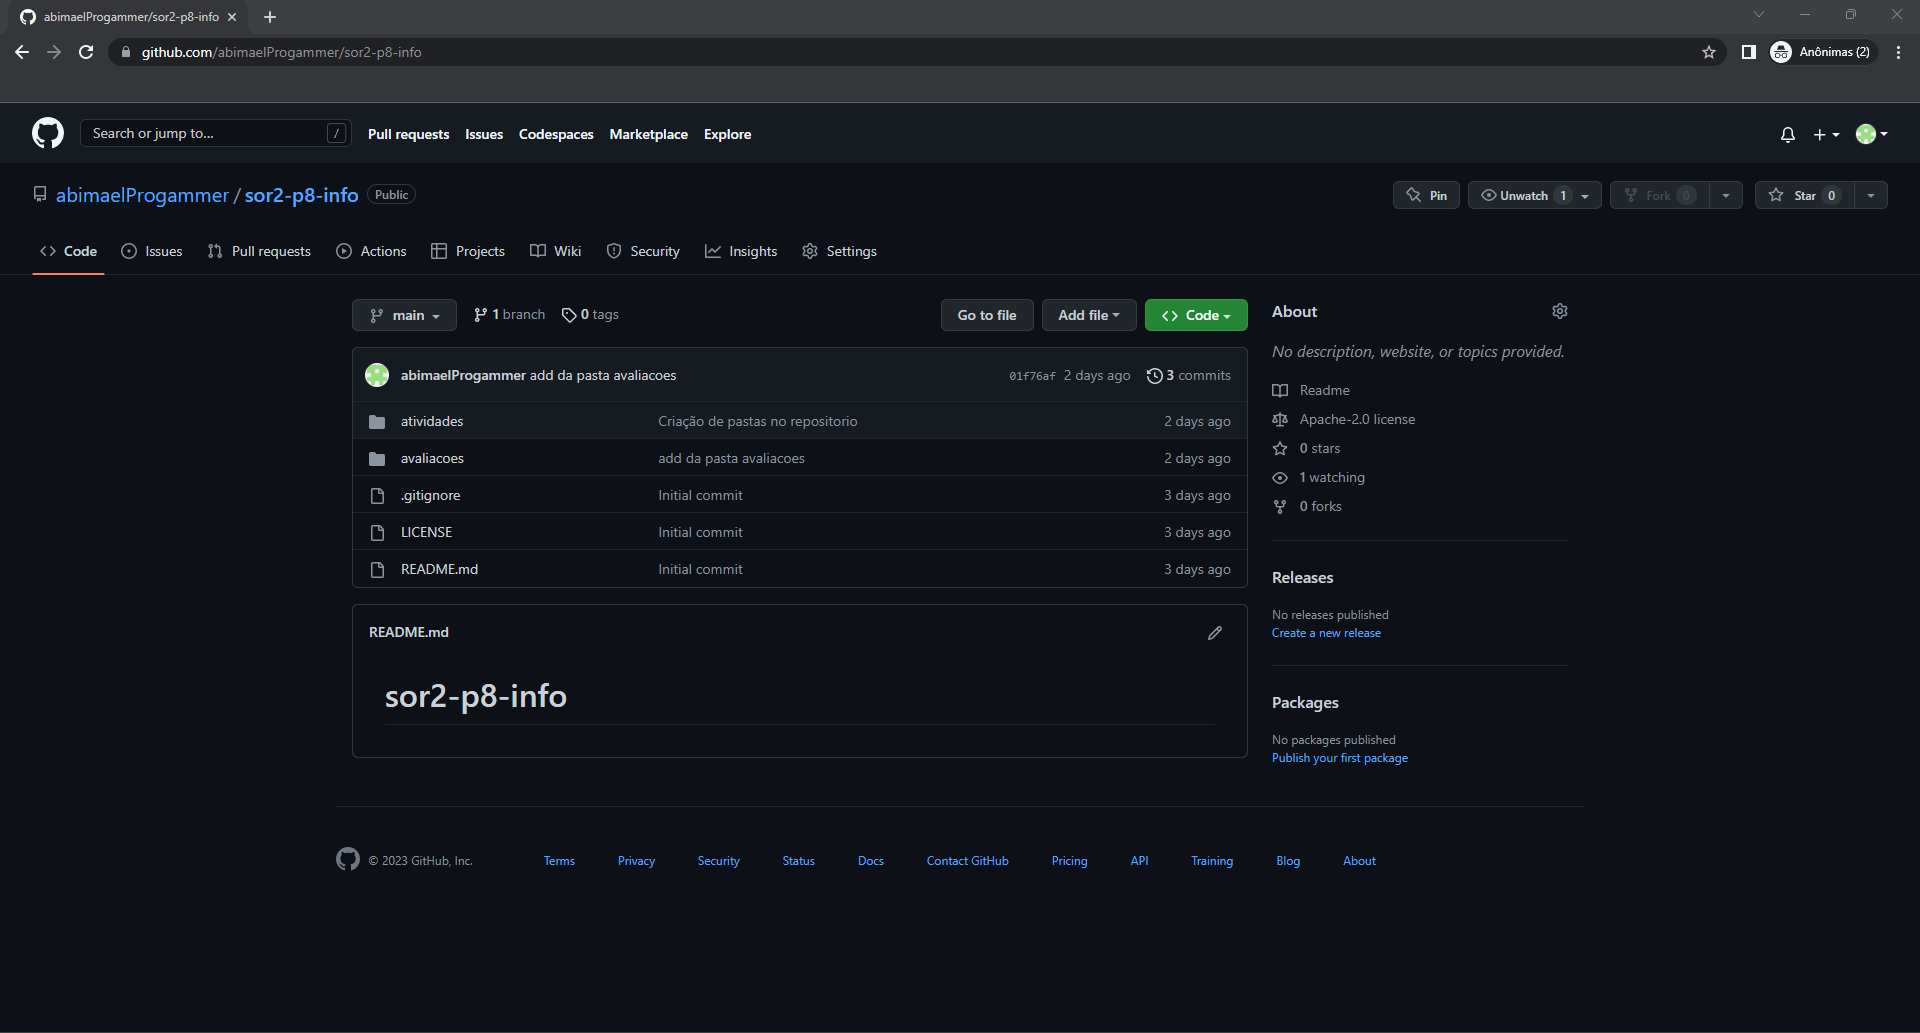 abimaelProgammer/sor2-p8-info
github.com/abimaelProgammer/sor2-p8-info
Anônimas (2)
Search or jump to... /
Pull requests Issues Codespaces Marketplace Explore
abimaelProgammer / sor2-p8-info Public
Pin Unwatch 1 Fork 0 Star 0
Code Issues Pull requests Actions Projects Wiki Security Insights Settings
main 1 branch 0 tags Go to file Add file Code
abimaelProgammer add da pasta avaliacoes 01f76af 2 days ago 3 commits
atividades Criação de pastas no repositorio 2 days ago
avaliacoes add da pasta avaliacoes 2 days ago
.gitignore Initial commit 3 days ago
LICENSE Initial commit 3 days ago
README.md Initial commit 3 days ago
README.md
sor2-p8-info
About
No description, website, or topics provided.
Readme
Apache-2.0 license
0 stars
1 watching
0 forks
Releases
No releases published
Create a new release
Packages
No packages published
Publish your first package
© 2023 GitHub, Inc. Terms Privacy Security Status Docs Contact GitHub Pricing API Training Blog About